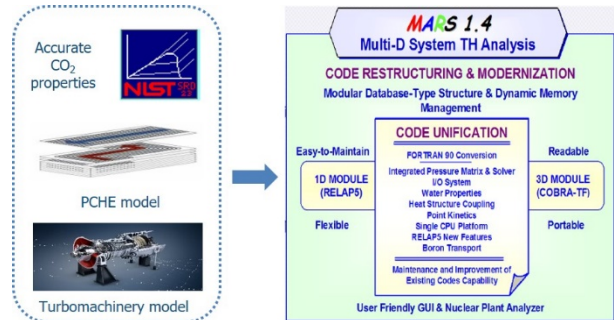 Accurate
CO2
properties
NIST SRD
23
PCHE model
Turbomachinery model
MARS 1.4
Multi-D System TH Analysis
CODE RESTRUCTURING & MODERNIZATION
Modular Database-Type Structure & Dynamic Memory
Management
Easy-to-Maintain
1D MODULE
(RELAP5)
Flexible
CODE UNIFICATION
FORTRAN 90 Conversion
Integrated Pressure Matrix & Solver
I/O System
Water Properties
Heat Structure Coupling
Point Kinetics
Single CPU Platform
RELAP5 New Features
Boron Transport
Maintenance and Improvement of
Existing Codes Capability
Readable
3D MODULE
(COBRA-TF)
Portable
User Friendly GUI & Nuclear Plant Analyzer